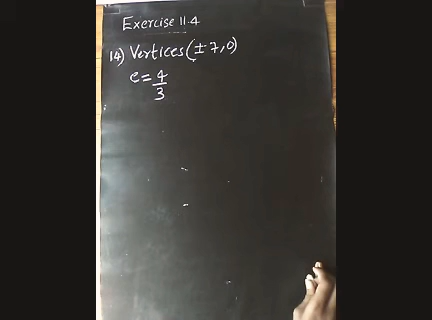 Exercise 11.4
14) Vertices (±7,0)
e = 4/3